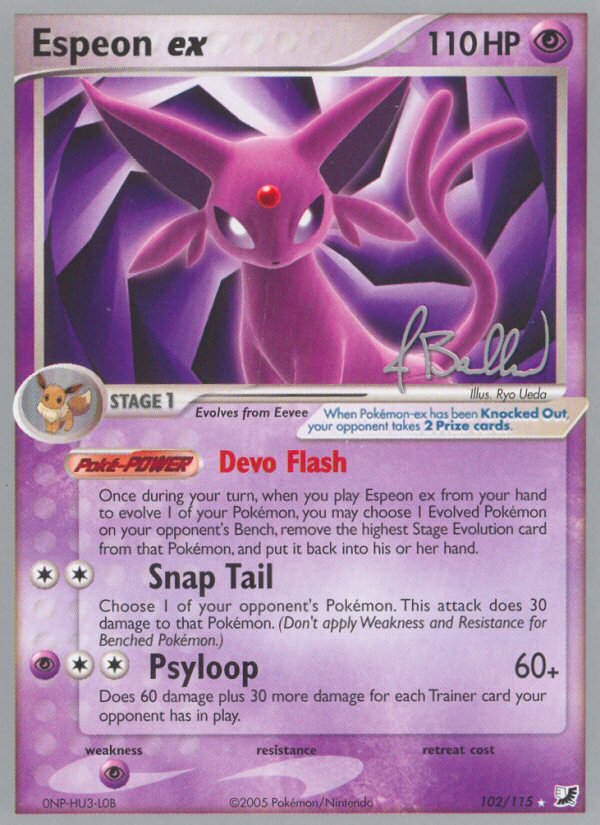 Espeon ex
110 HP
Illus. Ryo Ueda
STAGE 1
Evolves from Eevee
When Pokémon-ex has been Knocked Out,
your opponent takes 2 Prize cards.
Poké-POWER Devo Flash
Once during your turn, when you play Espeon ex from your hand
to evolve 1 of your Pokémon, you may choose 1 Evolved Pokémon
on your opponent's Bench, remove the highest Stage Evolution card
from that Pokémon, and put it back into his or her hand.
Snap Tail
Choose 1 of your opponent's Pokémon. This attack does 30
damage to that Pokémon. (Don't apply Weakness and Resistance for
Benched Pokémon.)
Psyloop 60+
Does 60 damage plus 30 more damage for each Trainer card your
opponent has in play.
weakness resistance retreat cost
0NP-HU3-L0B ©2005 Pokémon/Nintendo 102/115